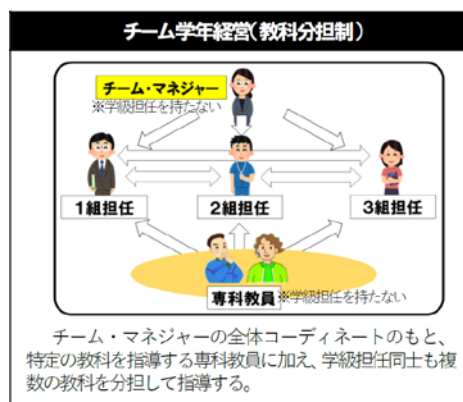 チーム学年経営(教科分担制)
チーム・マネジャー
※学級担任を持たない
1組担任
2組担任
3組担任
専科教員 ※学級担任を持たない
チーム・マネジャーの全体コーディネートのもと、
特定の教科を指導する専科教員に加え、学級担任同士も複
数の教科を分担して指導する。